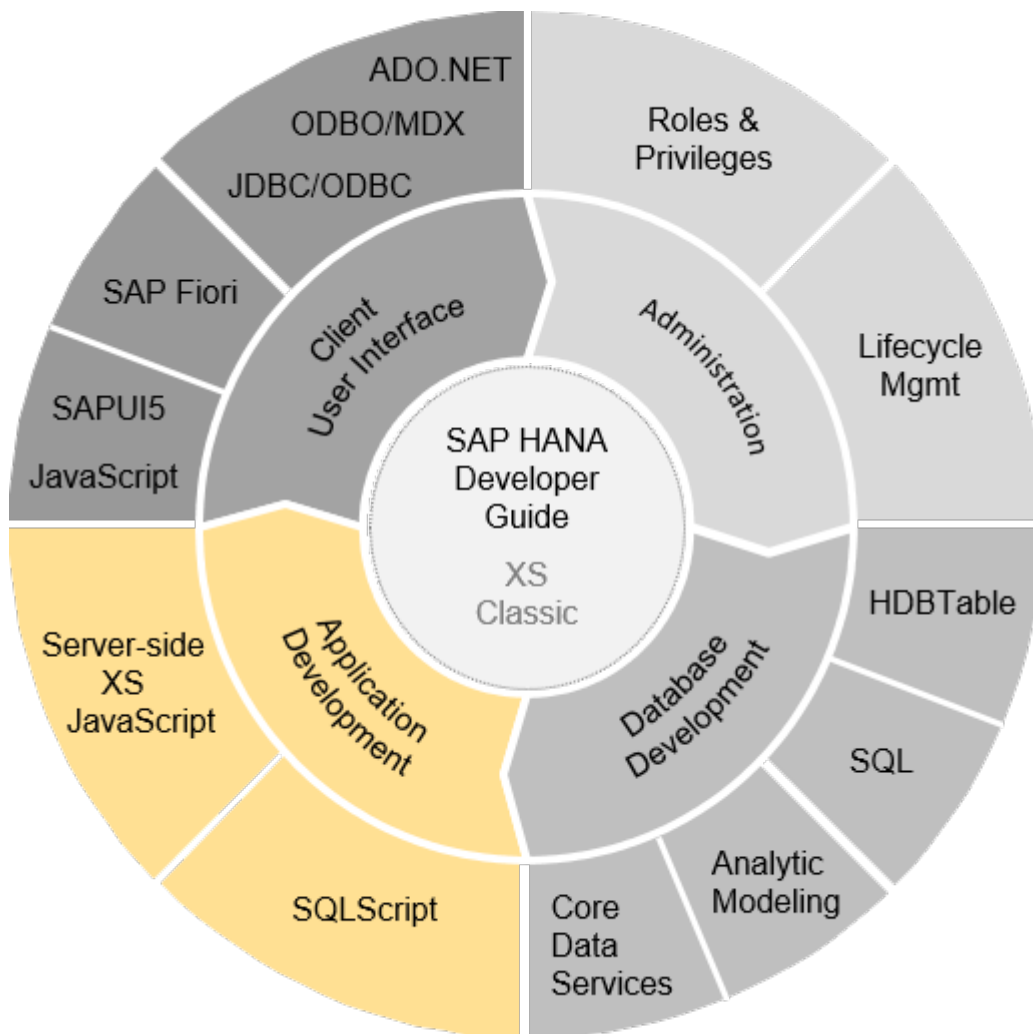 ADO.NET
ODBO/MDX
JDBC/ODBC
Roles &
Privileges
SAP Fiori
Client
User Interface
Administration
Lifecycle
Mgmt
SAPUI5
JavaScript
SAP HANA
Developer
Guide
XS
Classic
HDBTable
Server-side
XS
JavaScript
Application
Development
Database
Development
SQL
SQLScript
Analytic
Modeling
Core
Data
Services